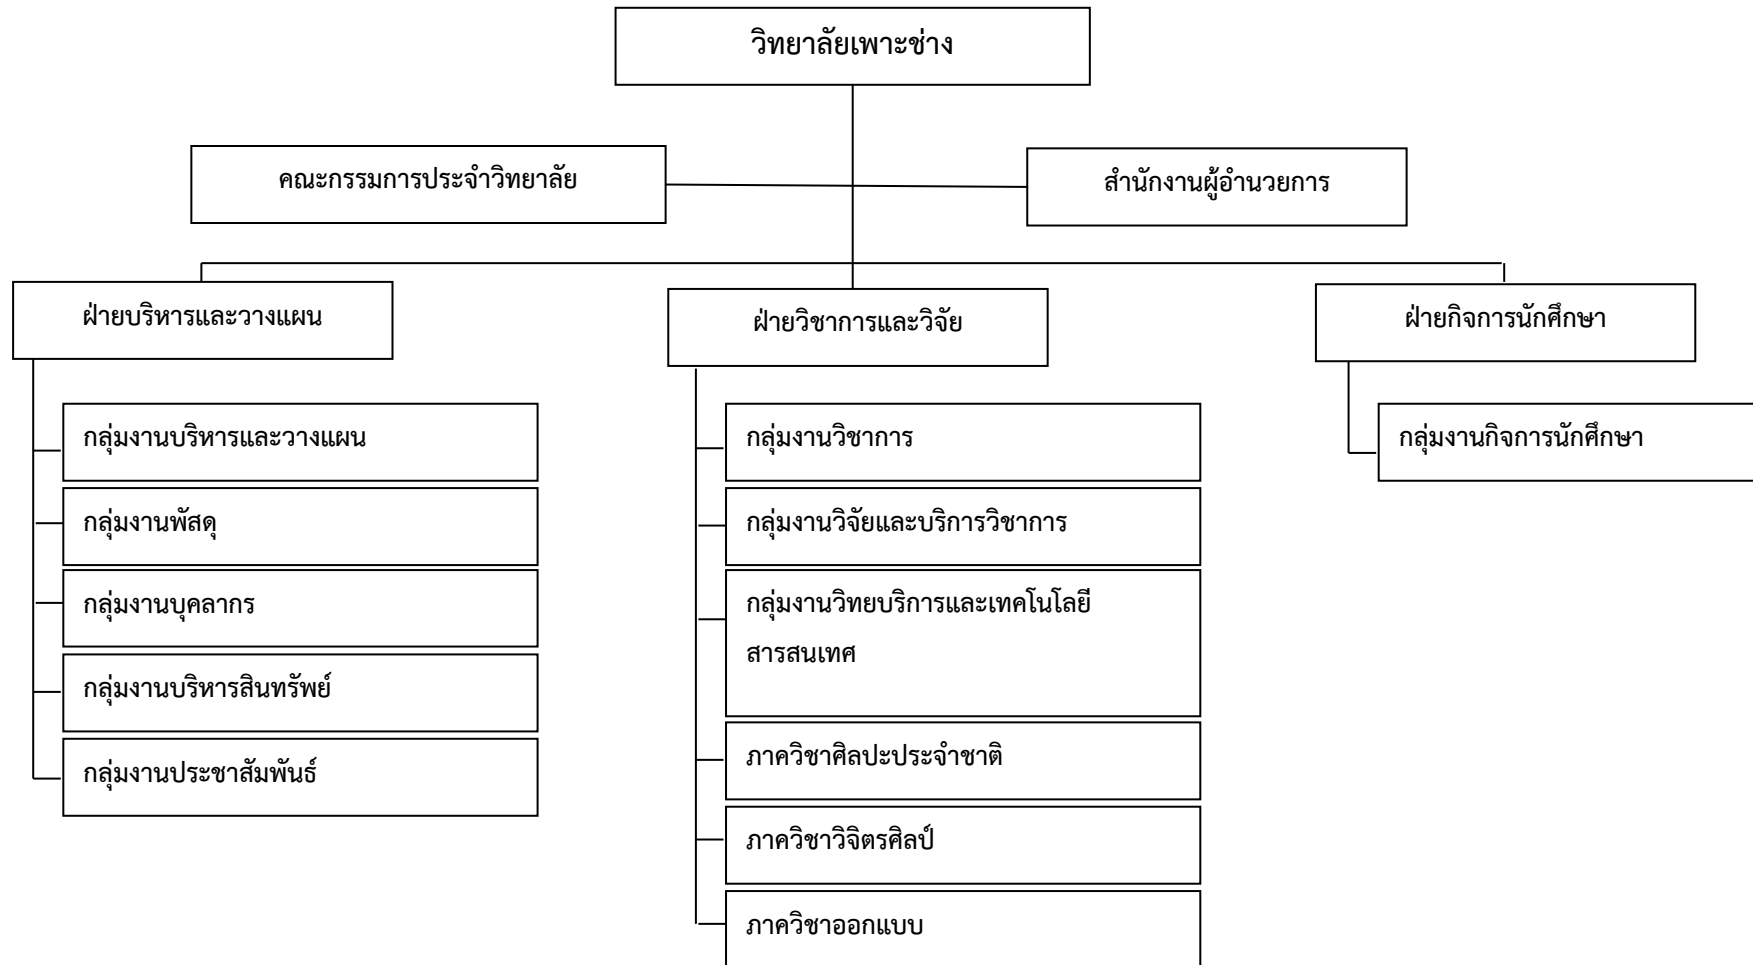 วิทยาลัยเพาะช่าง
คณะกรรมการประจำวิทยาลัย
สำนักงานผู้อำนวยการ
ฝ่ายบริหารและวางแผน
กลุ่มงานบริหารและวางแผน
กลุ่มงานพัสดุ
กลุ่มงานบุคลากร
กลุ่มงานบริหารสินทรัพย์
กลุ่มงานประชาสัมพันธ์
ฝ่ายวิชาการและวิจัย
กลุ่มงานวิชาการ
กลุ่มงานวิจัยและบริการวิชาการ
กลุ่มงานวิทยบริการและเทคโนโลยี
สารสนเทศ
ภาควิชาศิลปะประจำชาติ
ภาควิชาวิจิตรศิลป์
ภาควิชาออกแบบ
ฝ่ายกิจการนักศึกษา
กลุ่มงานกิจการนักศึกษา